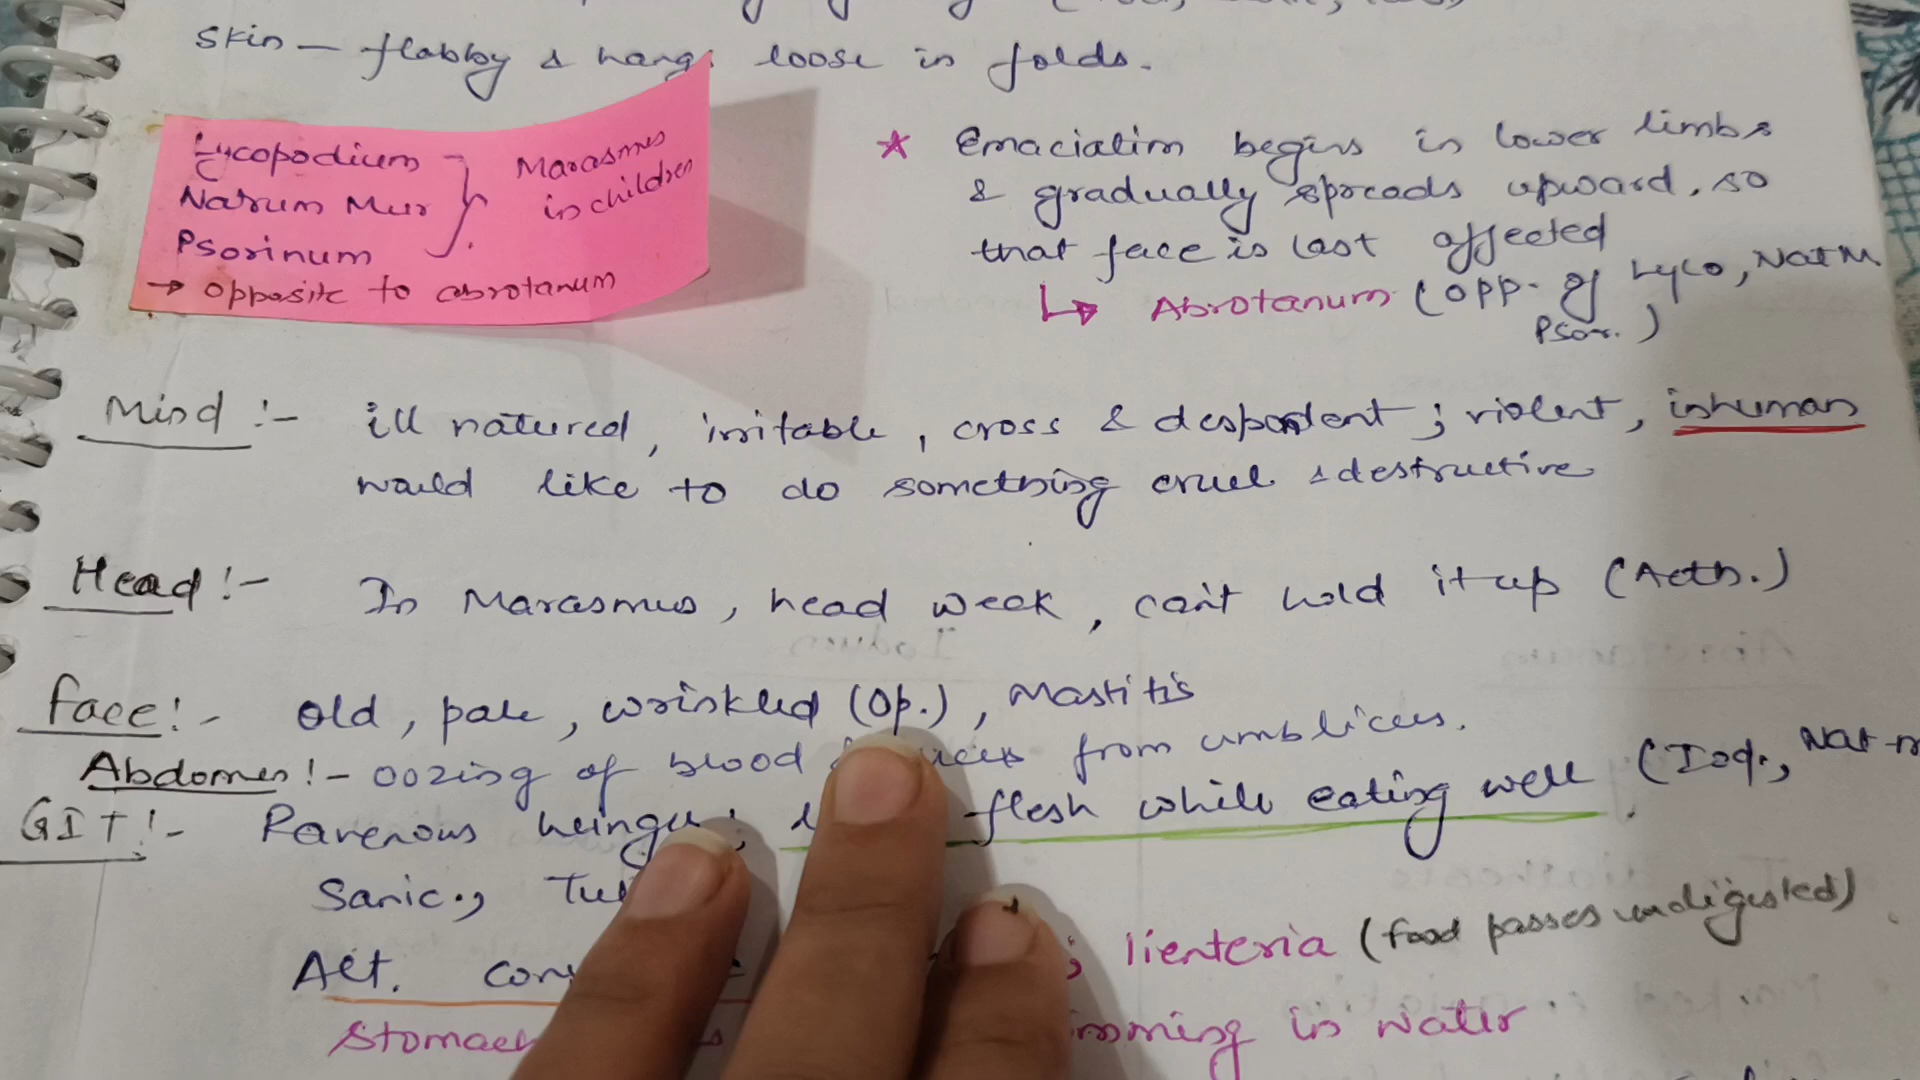 skin — flabby & hangs loose in folds.
Lycopodium
Natrum Mur
Psorinum
Marasmus in children
→ opposite to abrotanum
* Emaciation begins in lower limbs
& gradually spreads upward, so
that face is last affected
↳ Abrotanum (opp. of Lyco, Nat M
Psor.)
Mind :- ill natured, irritable, cross & despondent; violent, inhuman
would like to do something cruel & destructive
Head :- In Marasmus, head weak, can't hold it up (Aeth.)
Face :- Old, pale, wrinkled (Op.), Mastitis
Abdomen :- oozing of blood from umblicus.
GIT :- Ravenous hunger; flesh while eating well (Iod., Nat-m
Sanic.,
Alt. ; lienteria (food passes undigested)
Stomach in water